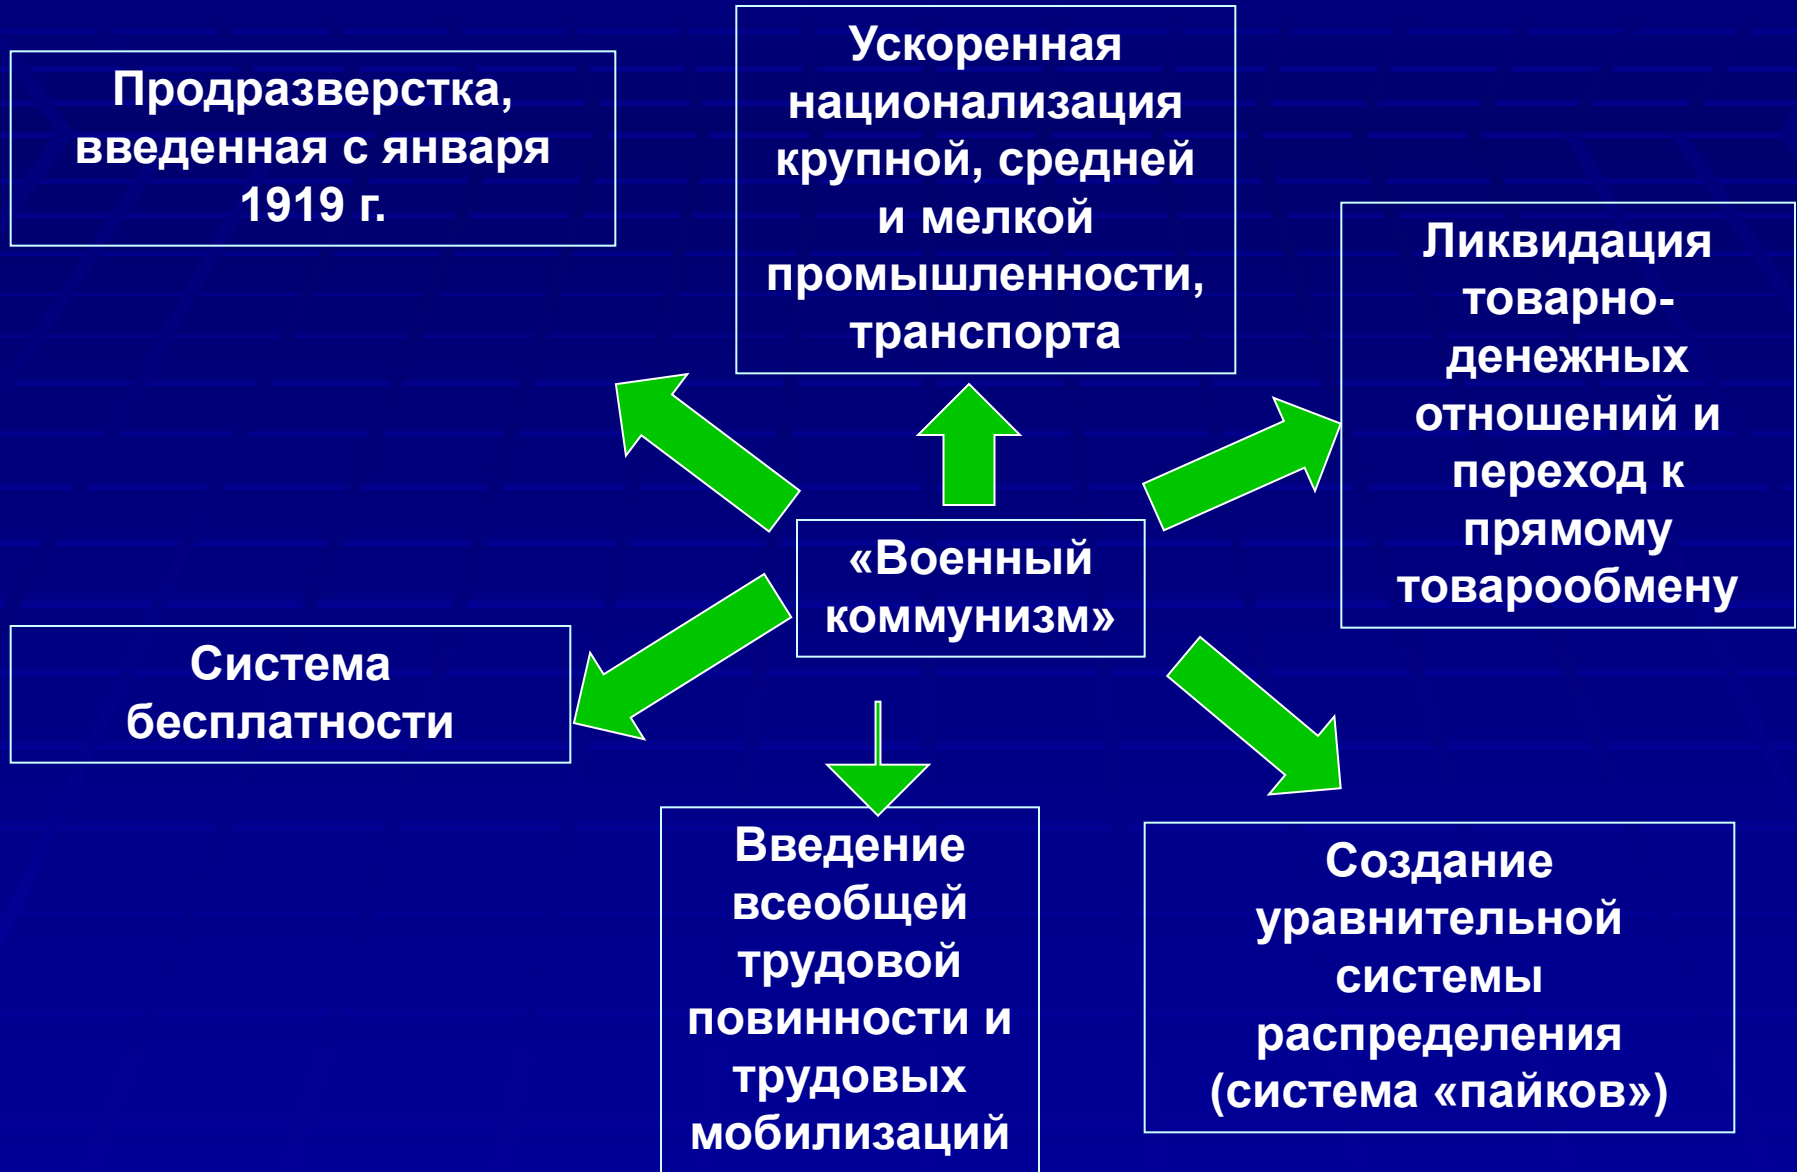 Продразверстка,
введенная с января
1919 г.
Ускоренная
национализация
крупной, средней
и мелкой
промышленности,
транспорта
Ликвидация
товарно-
денежных
отношений и
переход к
прямому
товарообмену
«Военный
коммунизм»
Система
бесплатности
Введение
всеобщей
трудовой
повинности и
трудовых
мобилизаций
Создание
уравнительной
системы
распределения
(система «пайков»)